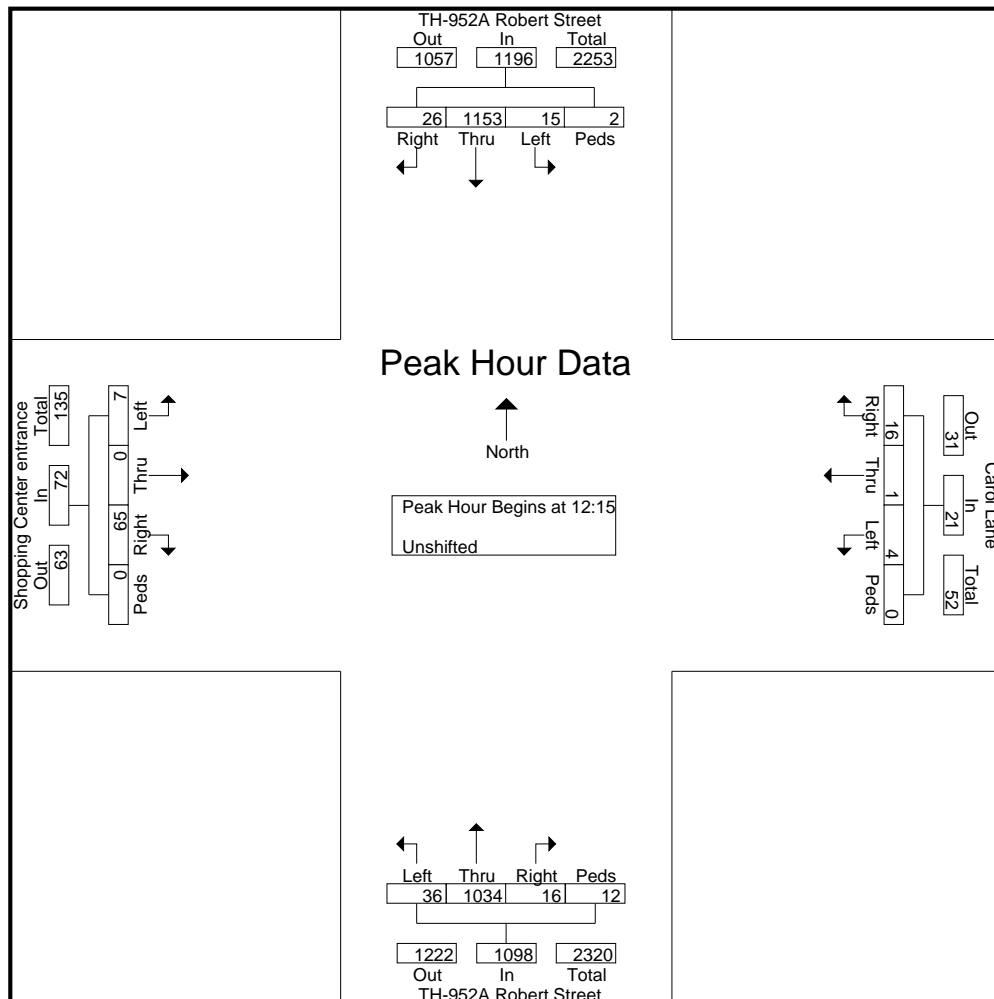 TH-952A Robert Street
Out In Total
1057 1196 2253
26 1153 15 2
Right Thru Left Peds
Peak Hour Data
North
Peak Hour Begins at 12:15
Unshifted
Shopping Center entrance
Total In Out
135 72 63
7 0 65 0
Left Thru Right Peds
Carol Lane
Out In Total
31 21 52
16 1 4 0
Right Thru Left Peds
Left Thru Right Peds
36 1034 16 12
1222 1098 2320
Out In Total
TH-952A Robert Street